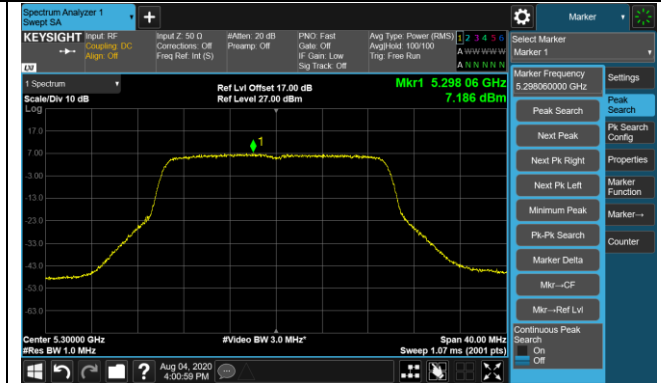 Spectrum Analyzer 1
Swept SA
Marker
KEYSIGHT
Input: RF
Coupling: DC
Align: Off
Input Z: 50 Ω
Corrections: Off
Freq Ref: Int (S)
#Atten: 20 dB
Preamp: Off
PNO: Fast
Gate: Off
IF Gain: Low
Sig Track: Off
Avg Type: Power (RMS)
Avg|Hold: 100/100
Trig: Free Run
1 2 3 4 5 6
A W W W W W
A N N N N N
LXI
Select Marker
Marker 1
1 Spectrum
Scale/Div 10 dB
Log
Ref Lvl Offset 17.00 dB
Ref Level 27.00 dBm
Mkr1 5.298 06 GHz
7.186 dBm
17.0
7.00
-3.00
-13.0
-23.0
-33.0
-43.0
-53.0
-63.0
1
Center 5.30000 GHz
#Res BW 1.0 MHz
#Video BW 3.0 MHz*
Span 40.00 MHz
Sweep 1.07 ms (2001 pts)
Marker Frequency
5.298060000 GHz
Peak Search
Next Peak
Next Pk Right
Next Pk Left
Minimum Peak
Pk-Pk Search
Marker Delta
Mkr→CF
Mkr→Ref Lvl
Continuous Peak
Search
On
Off
Settings
Peak
Search
Pk Search
Config
Properties
Marker
Function
Marker→
Counter
?
Aug 04, 2020
4:00:59 PM